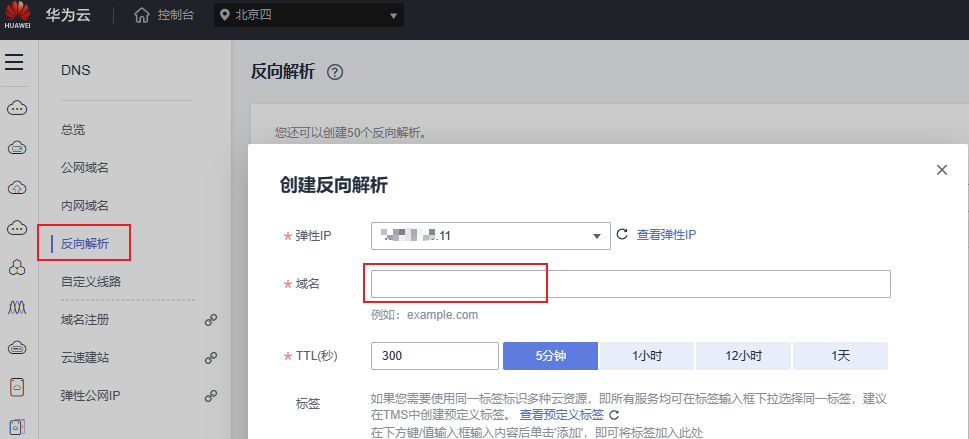 HUAWEI
华为云
控制台
北京四
DNS
总览
公网域名
内网域名
反向解析
自定义线路
域名注册
云速建站
弹性公网IP
反向解析 ?
您还可以创建50个反向解析。
创建反向解析
* 弹性IP
.11
查看弹性IP
* 域名
例如：example.com
* TTL(秒)
300
5分钟
1小时
12小时
1天
标签
如果您需要使用同一标签标识多种云资源，即所有服务均可在标签输入框下拉选择同一标签，建议
在TMS中创建预定义标签。 查看预定义标签
在下方键/值输入框输入内容后单击'添加'，即可将标签加入此处